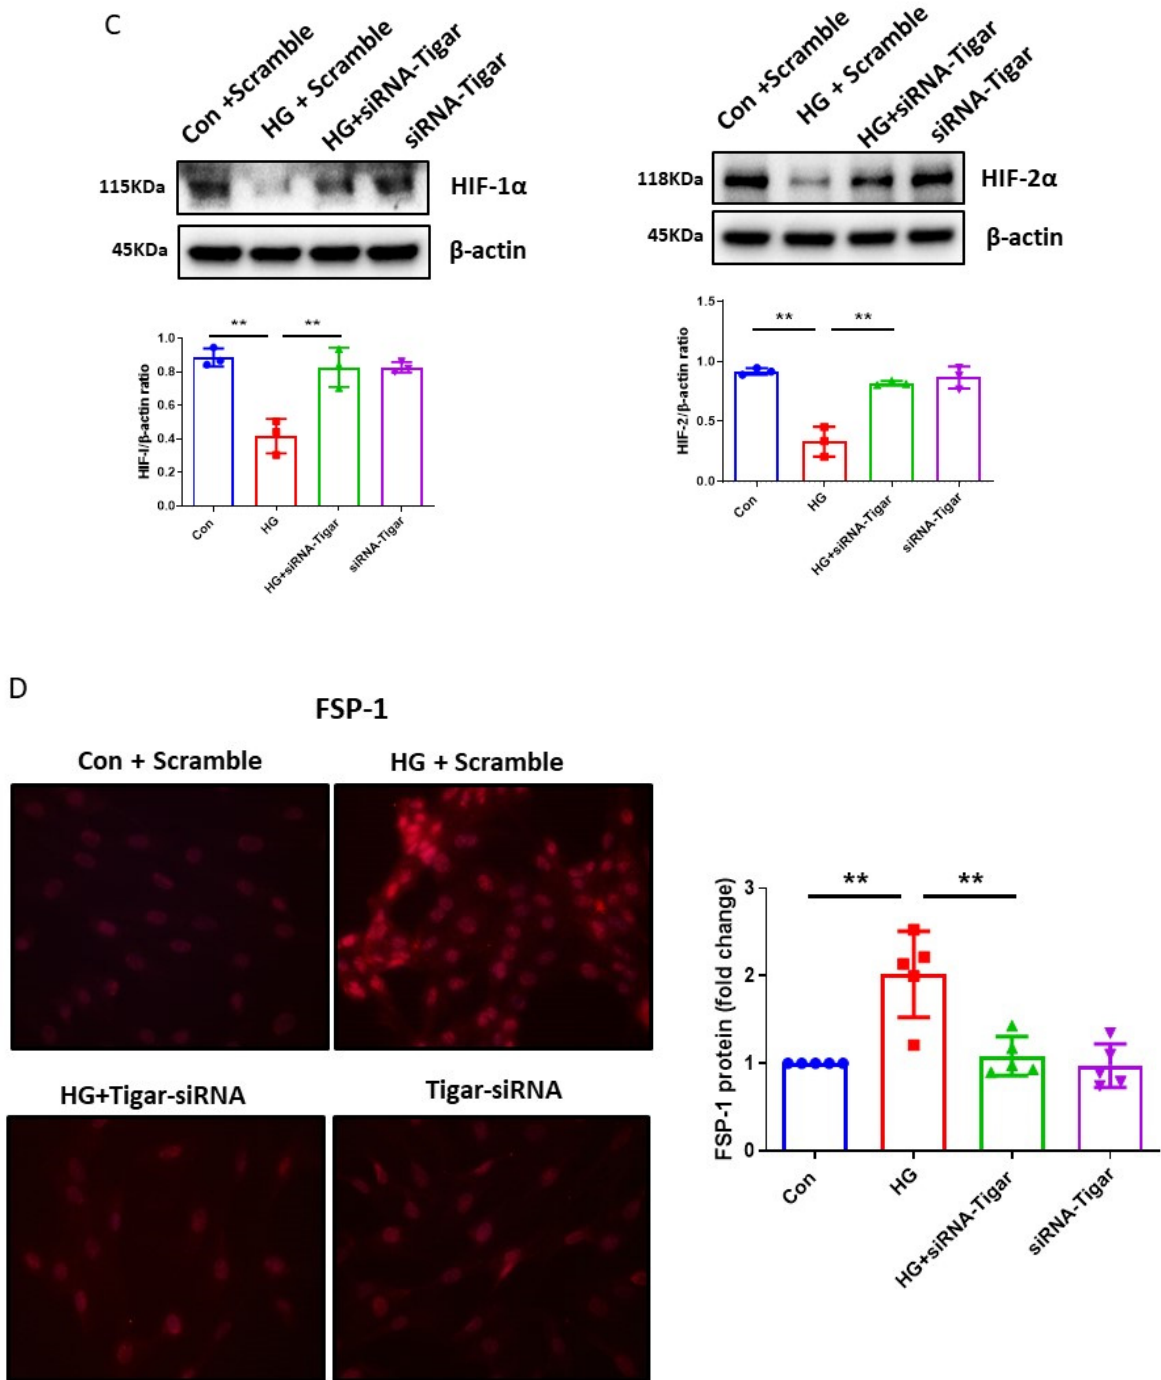 C
Con +Scramble
HG + Scramble
HG+siRNA-Tigar
siRNA-Tigar
115KDa
HIF-1α
45KDa
β-actin
Con +Scramble
HG + Scramble
HG+siRNA-Tigar
siRNA-Tigar
118KDa
HIF-2α
45KDa
β-actin
HIF-I/β-actin ratio
1.0
0.8
0.6
0.4
0.2
0.0
**
**
Con
HG
HG+siRNA-Tigar
siRNA-Tigar
HIF-2/β-actin ratio
1.5
1.0
0.5
0.0
**
**
Con
HG
HG+siRNA-Tigar
siRNA-Tigar
D
FSP-1
Con + Scramble
HG + Scramble
HG+Tigar-siRNA
Tigar-siRNA
FSP-1 protein (fold change)
3
2
1
0
**
**
Con
HG
HG+siRNA-Tigar
siRNA-Tigar